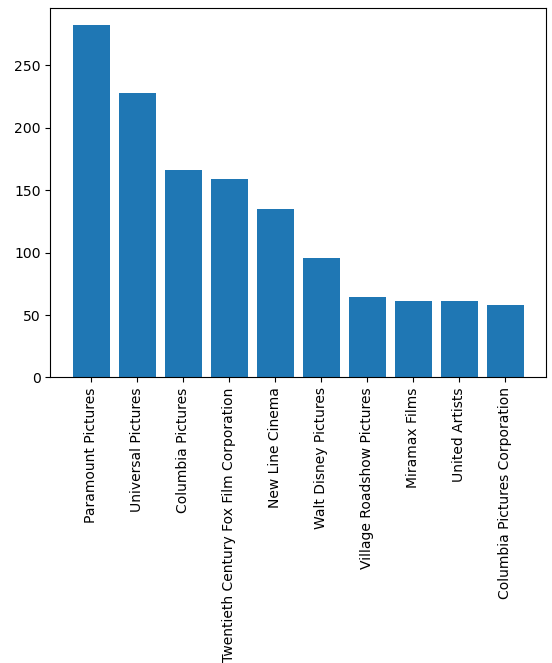 250
200
150
100
50
0
Paramount Pictures
Universal Pictures
Columbia Pictures
Twentieth Century Fox Film Corporation
New Line Cinema
Walt Disney Pictures
Village Roadshow Pictures
Miramax Films
United Artists
Columbia Pictures Corporation